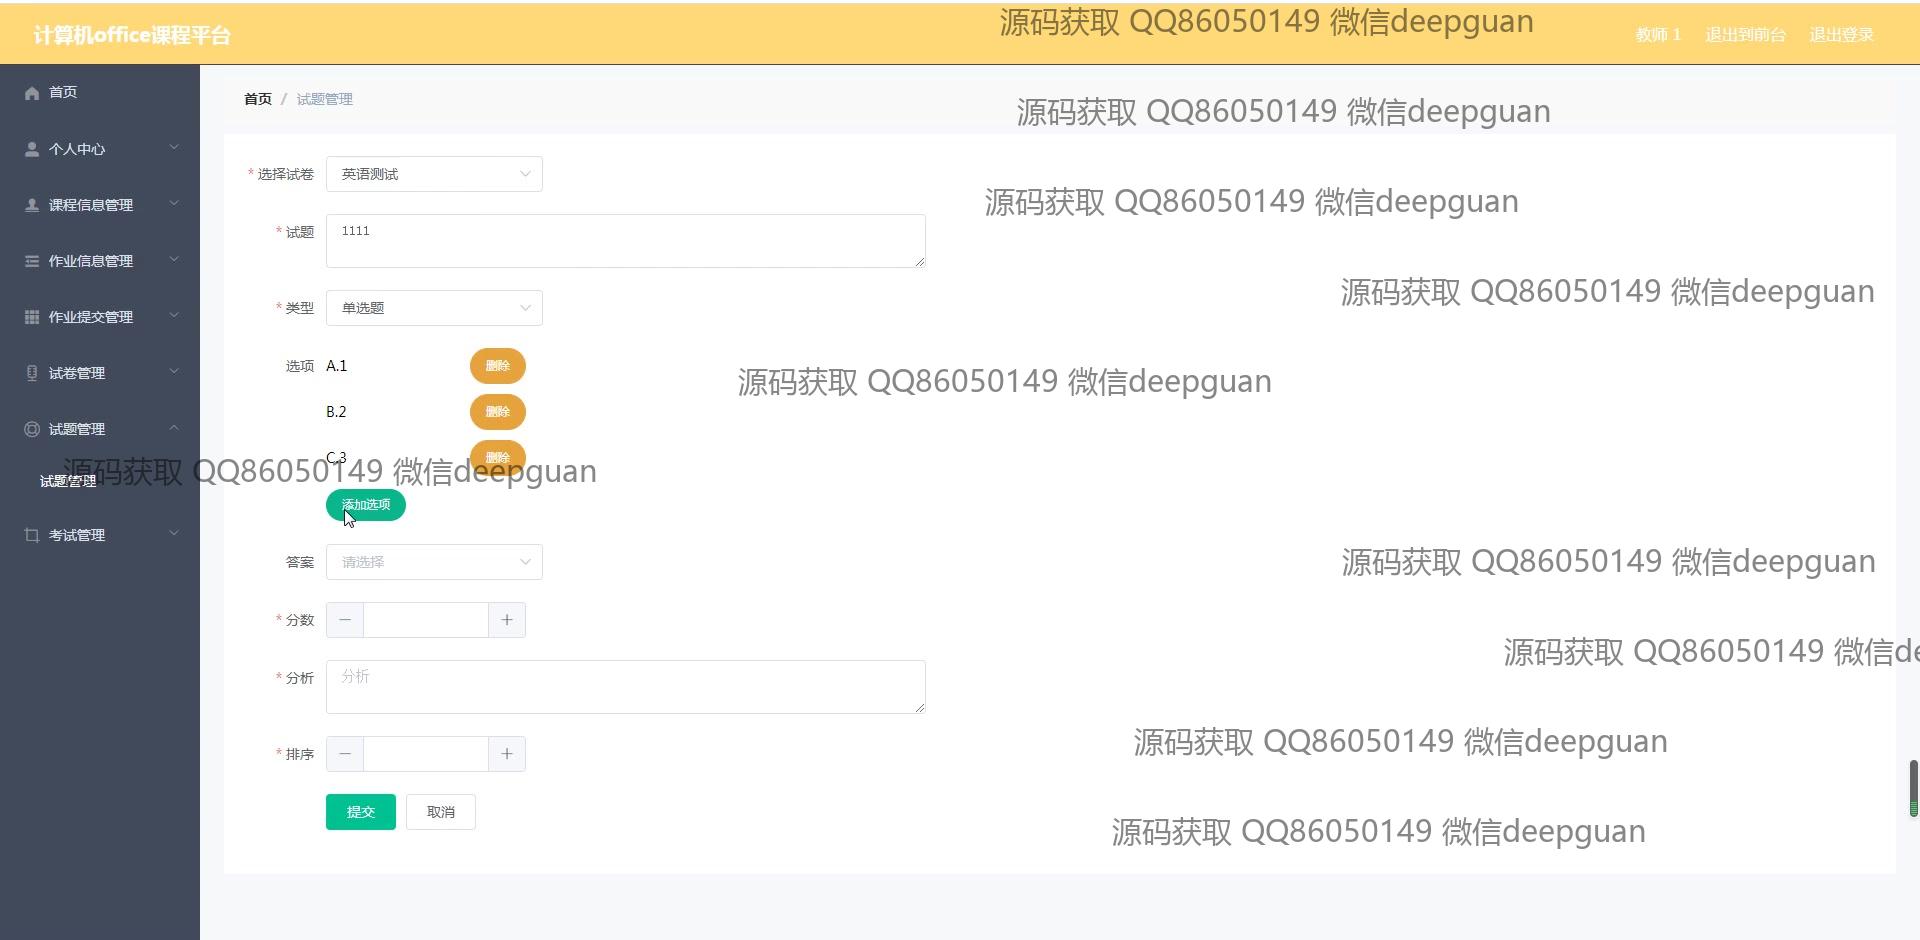 计算机office课程平台
源码获取 QQ86050149 微信deepguan
教师 1 退出到前台 退出登录
首页
个人中心
课程信息管理
作业信息管理
作业提交管理
试卷管理
试题管理
试题管理
考试管理
首页 / 试题管理
源码获取 QQ86050149 微信deepguan
* 选择试卷 英语测试
源码获取 QQ86050149 微信deepguan
* 试题 1111
源码获取 QQ86050149 微信deepguan
* 类型 单选题
选项 A.1 删除
源码获取 QQ86050149 微信deepguan
B.2 删除
C.3 删除
源码获取 QQ86050149 微信deepguan
添加选项
答案 请选择
源码获取 QQ86050149 微信deepguan
* 分数
源码获取 QQ86050149 微信de
* 分析 分析
* 排序
源码获取 QQ86050149 微信deepguan
提交 取消
源码获取 QQ86050149 微信deepguan